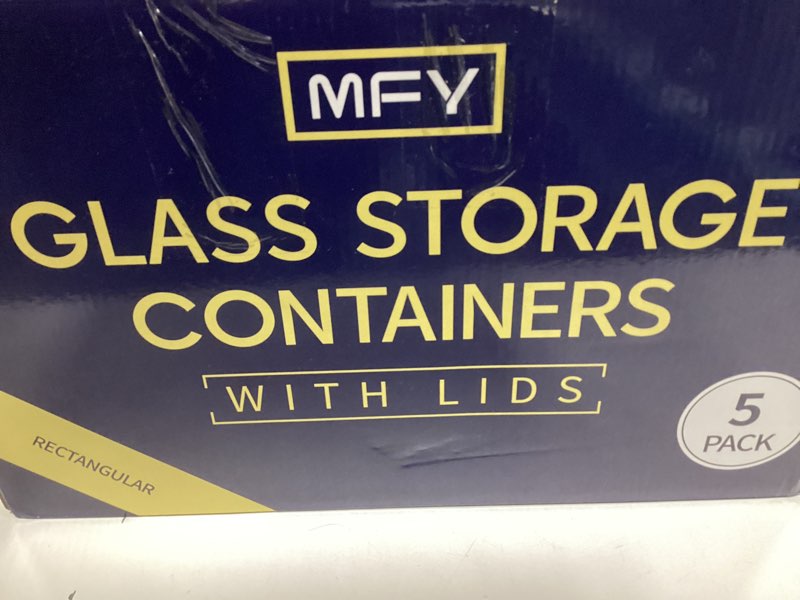 MFY
GLASS STORAGE
CONTAINERS
WITH LIDS
5
PACK
RECTANGULAR